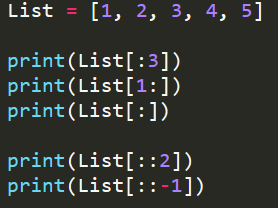 List = [1, 2, 3, 4, 5]
print(List[:3])
print(List[1:])
print(List[:])
print(List[::2])
print(List[::-1])